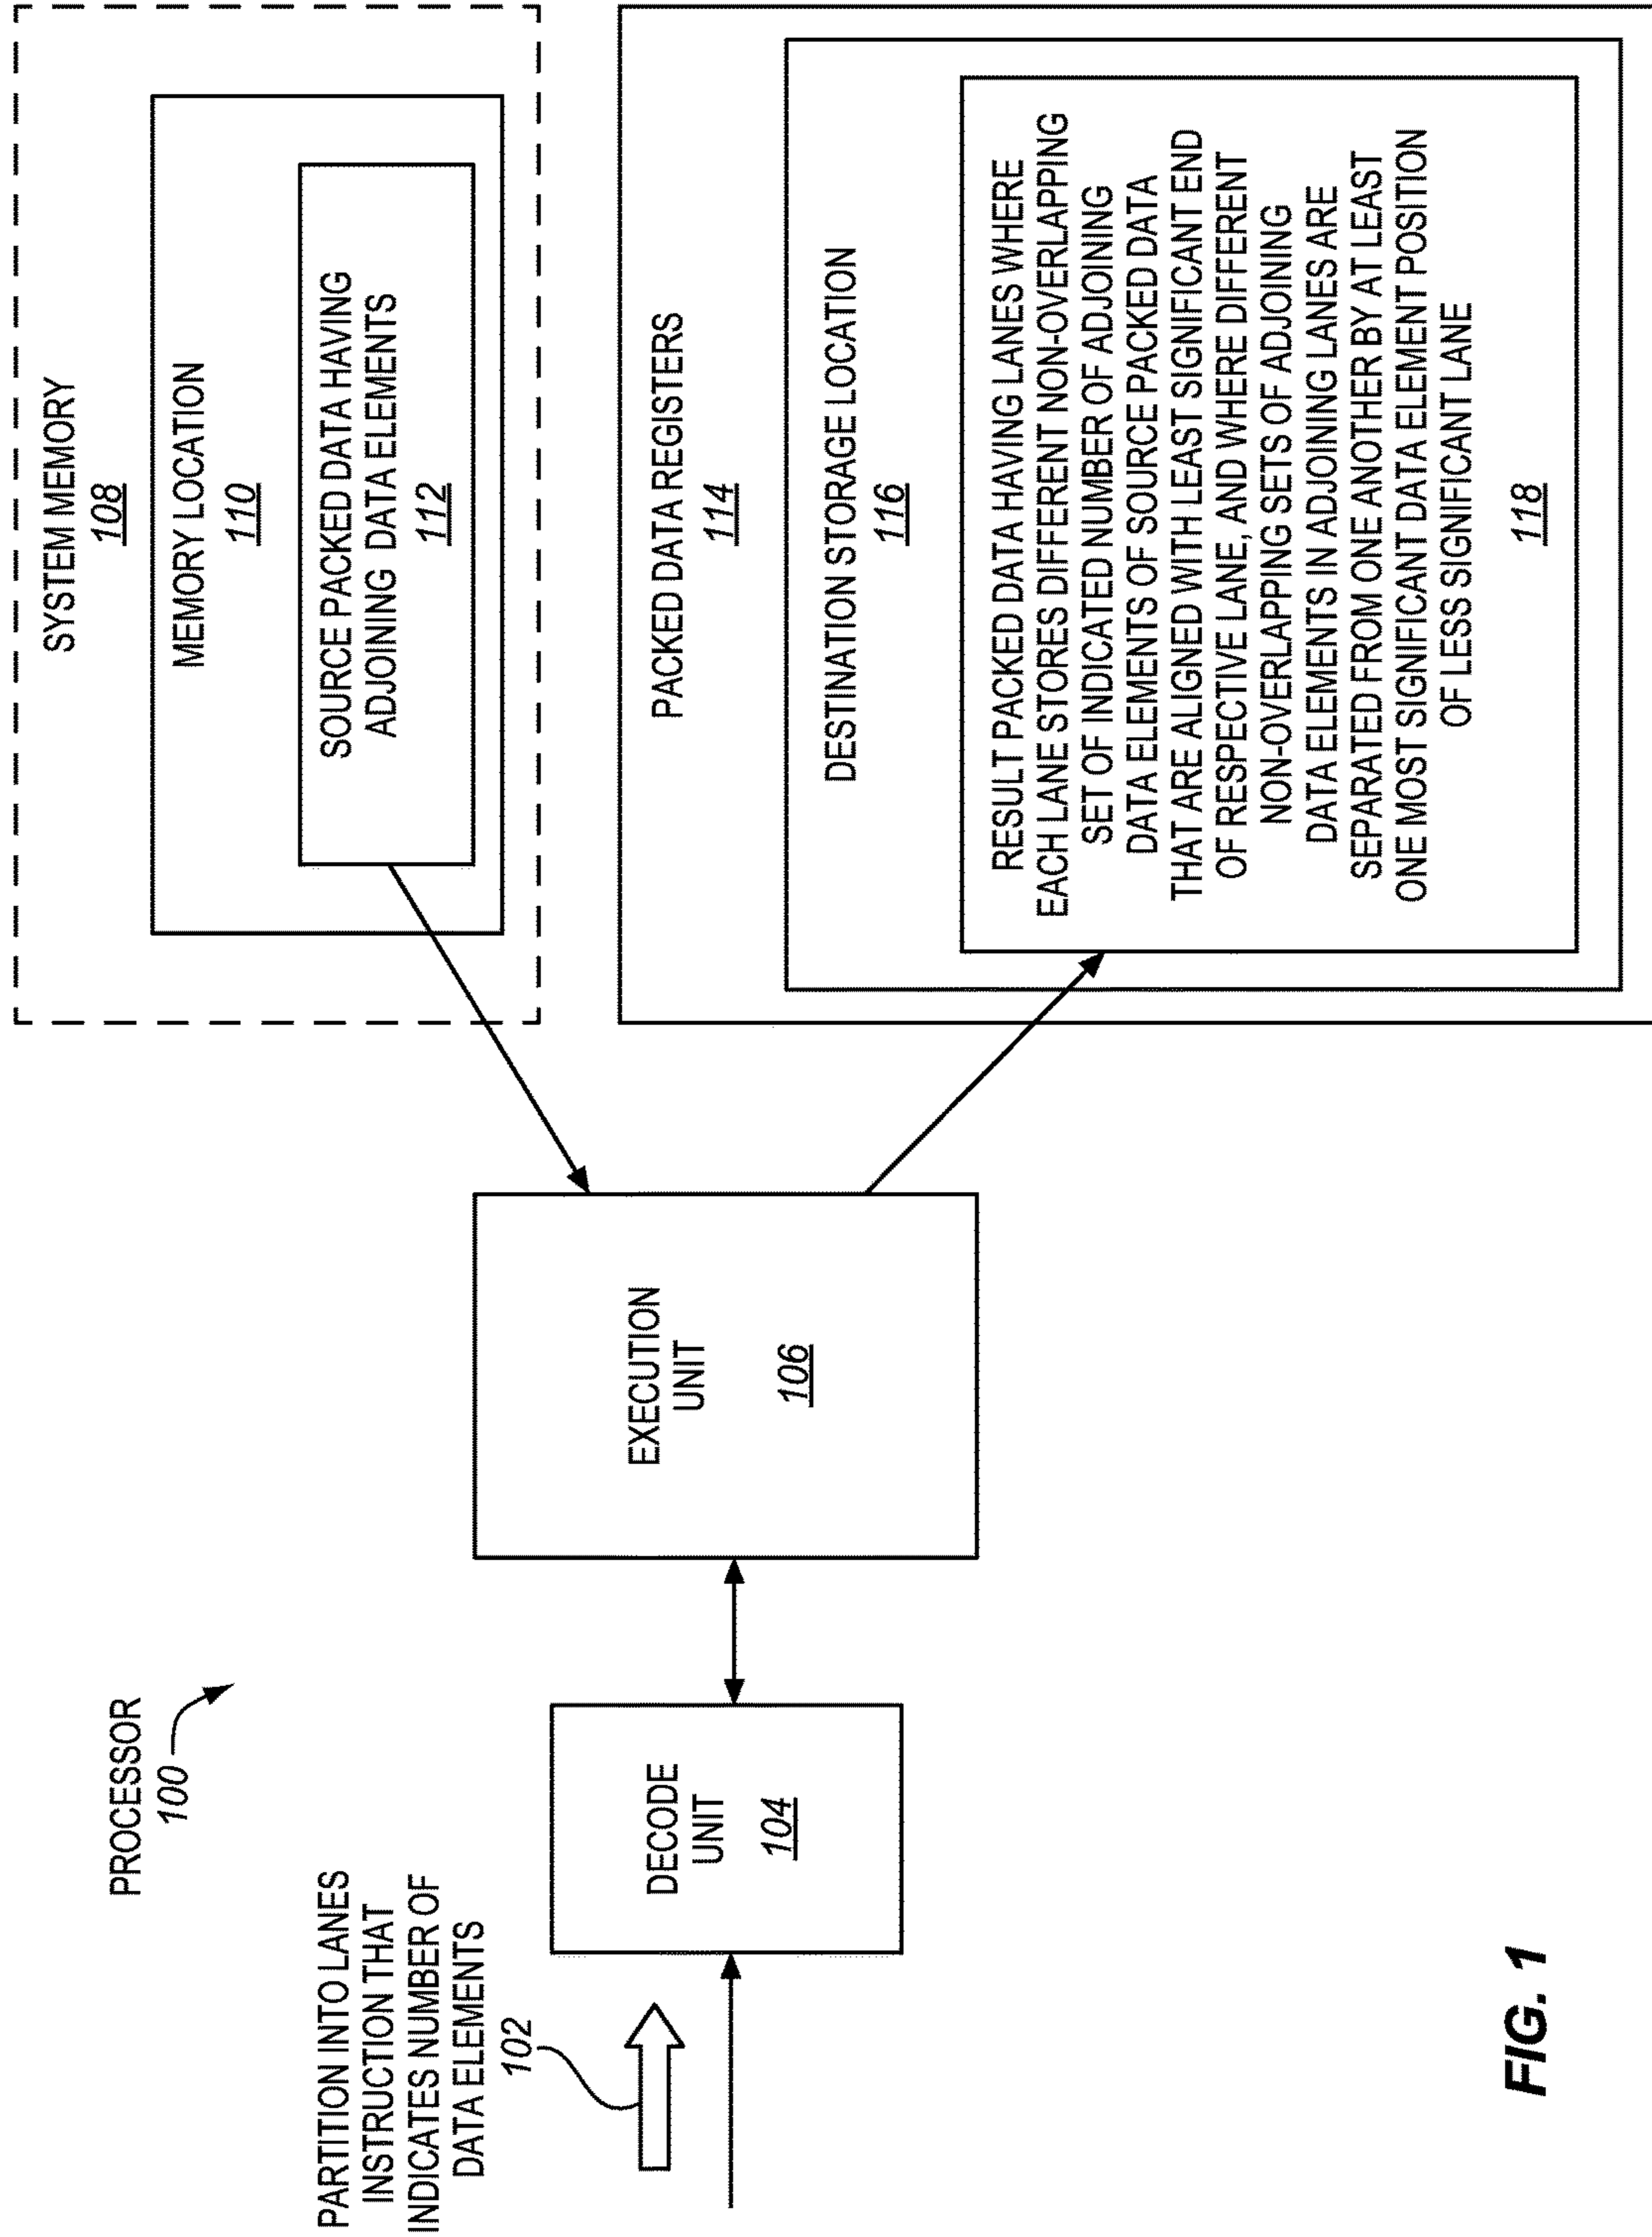 PROCESSOR
100
PARTITION INTO LANES
INSTRUCTION THAT
INDICATES NUMBER OF
DATA ELEMENTS
102
DECODE
UNIT
104
EXECUTION
UNIT
106
SYSTEM MEMORY
108
MEMORY LOCATION
110
SOURCE PACKED DATA HAVING
ADJOINING DATA ELEMENTS
112
PACKED DATA REGISTERS
114
DESTINATION STORAGE LOCATION
116
RESULT PACKED DATA HAVING LANES WHERE
EACH LANE STORES DIFFERENT NON-OVERLAPPING
SET OF INDICATED NUMBER OF ADJOINING
DATA ELEMENTS OF SOURCE PACKED DATA
THAT ARE ALIGNED WITH LEAST SIGNIFICANT END
OF RESPECTIVE LANE, AND WHERE DIFFERENT
NON-OVERLAPPING SETS OF ADJOINING
DATA ELEMENTS IN ADJOINING LANES ARE
SEPARATED FROM ONE ANOTHER BY AT LEAST
ONE MOST SIGNIFICANT DATA ELEMENT POSITION
OF LESS SIGNIFICANT LANE
118
FIG. 1